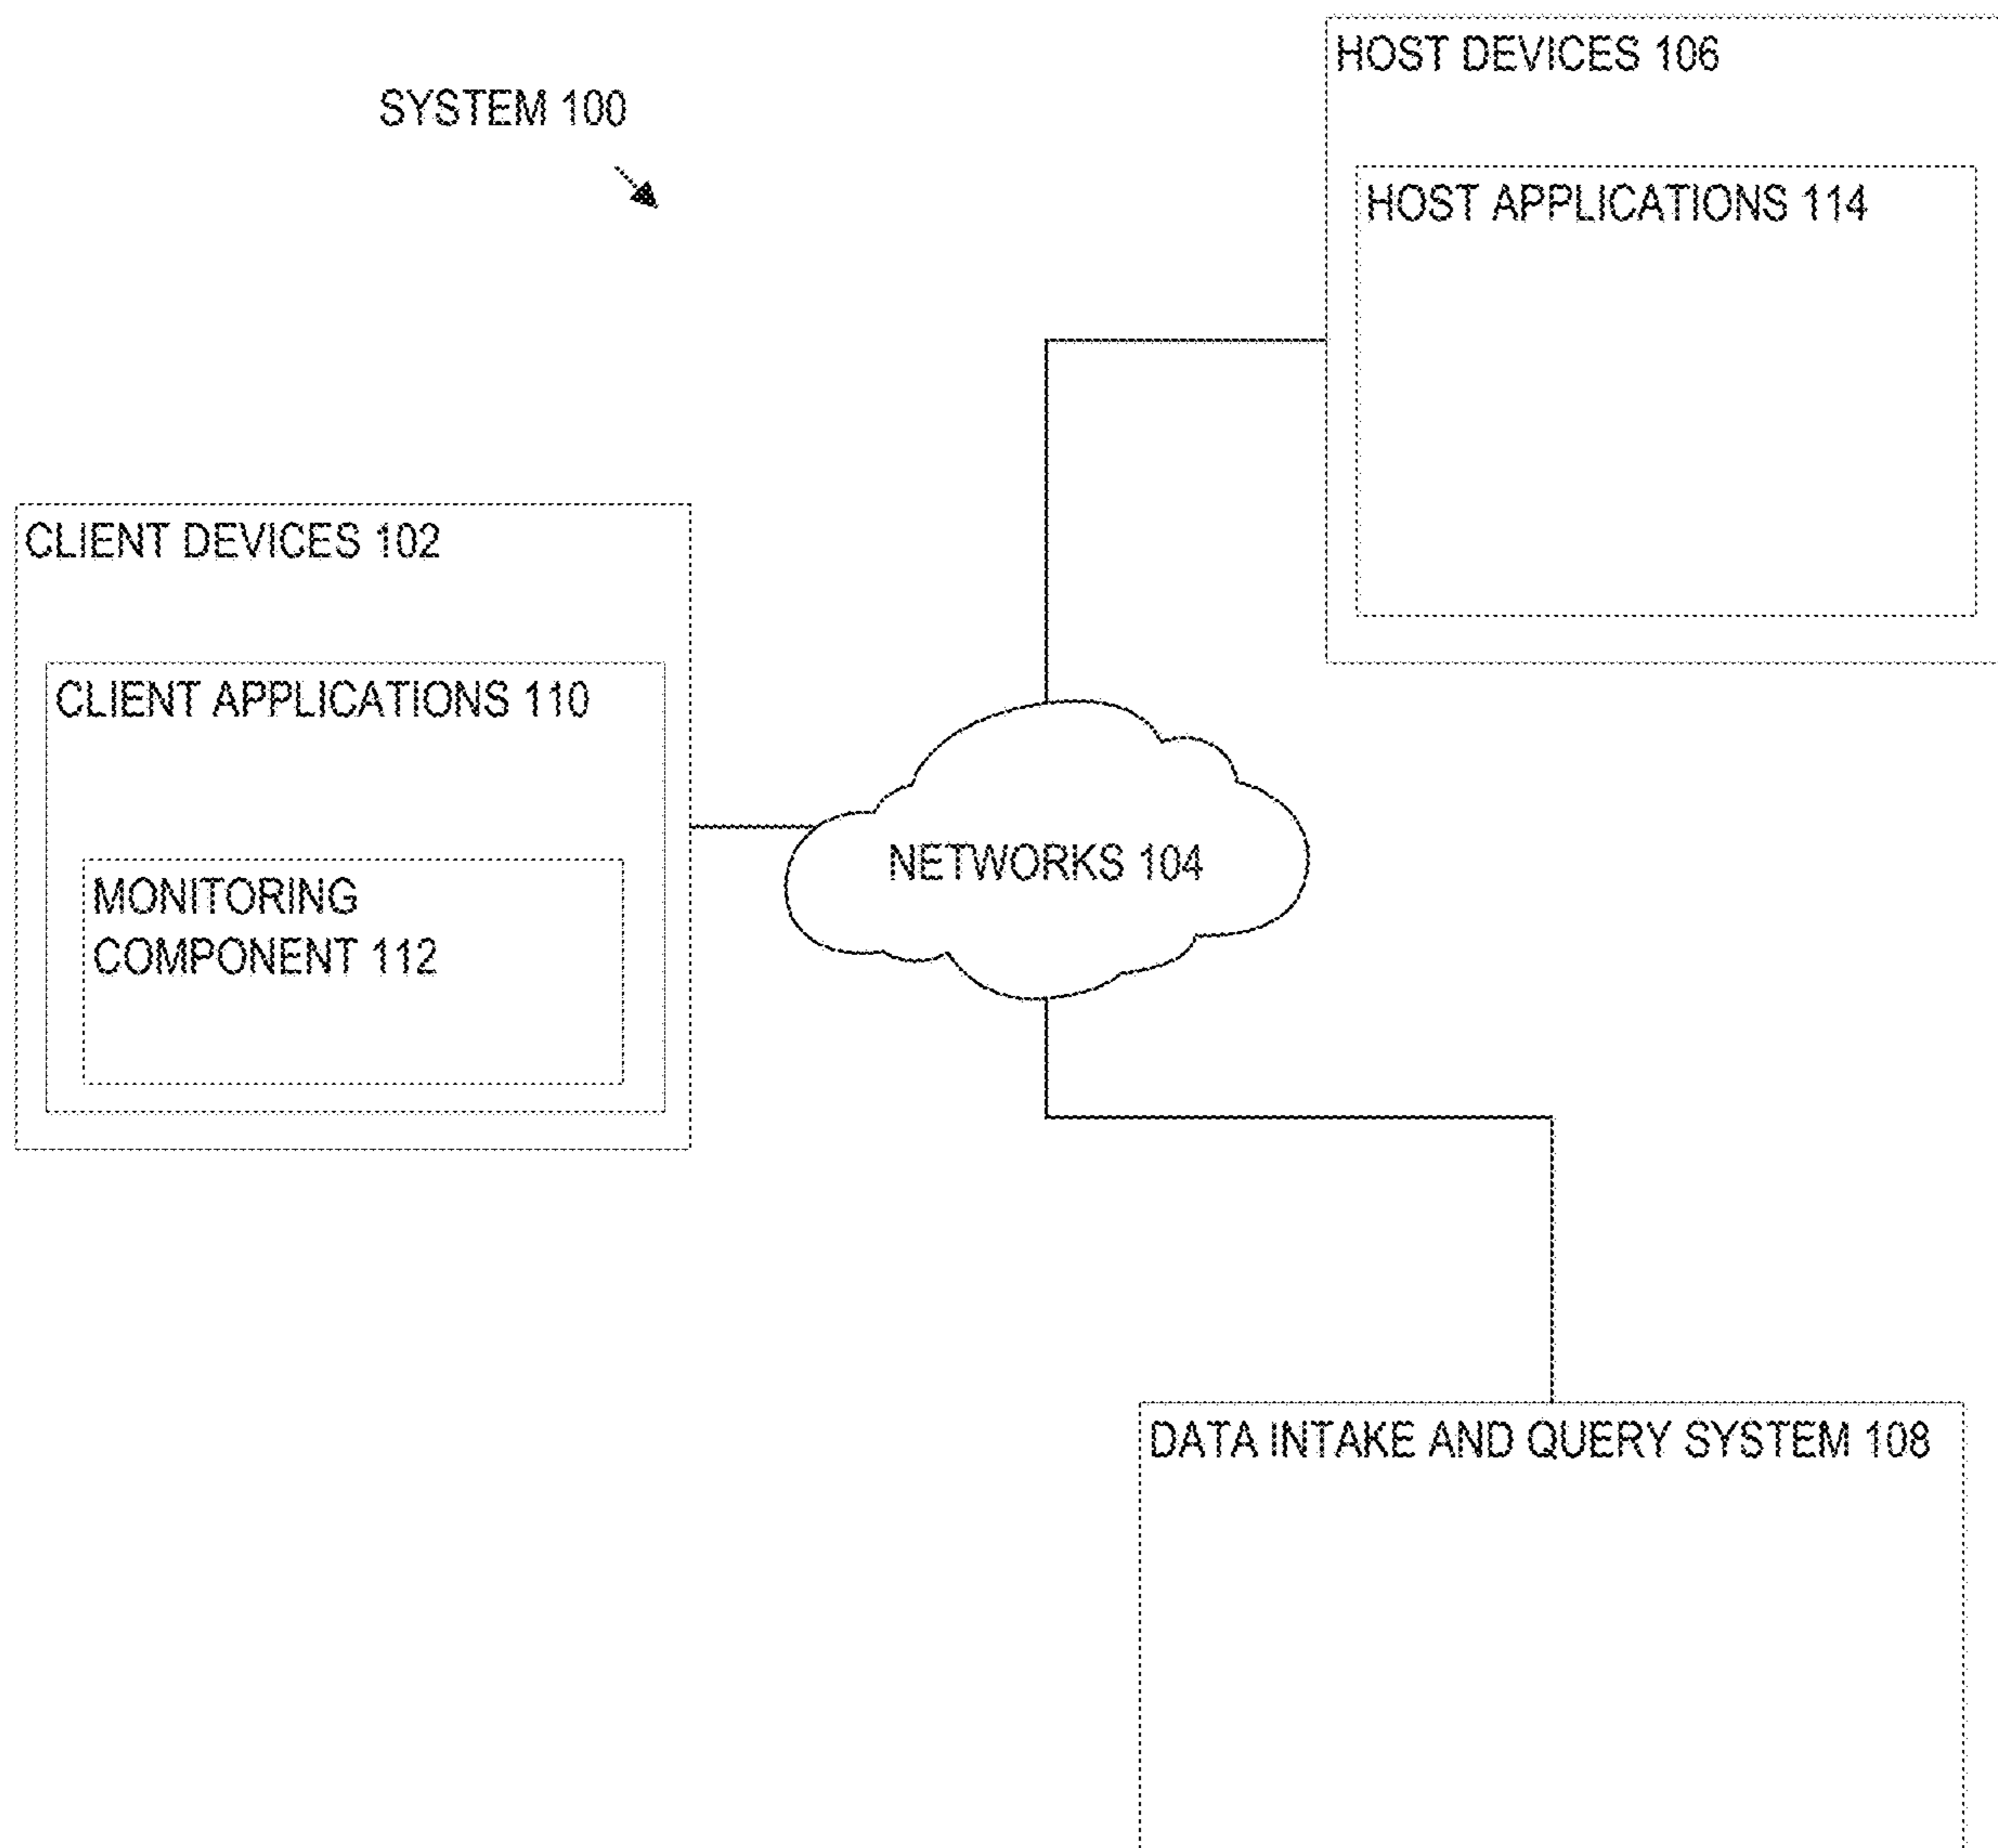 SYSTEM 100
HOST DEVICES 106
HOST APPLICATIONS 114
CLIENT DEVICES 102
CLIENT APPLICATIONS 110
MONITORING
COMPONENT 112
NETWORKS 104
DATA INTAKE AND QUERY SYSTEM 108